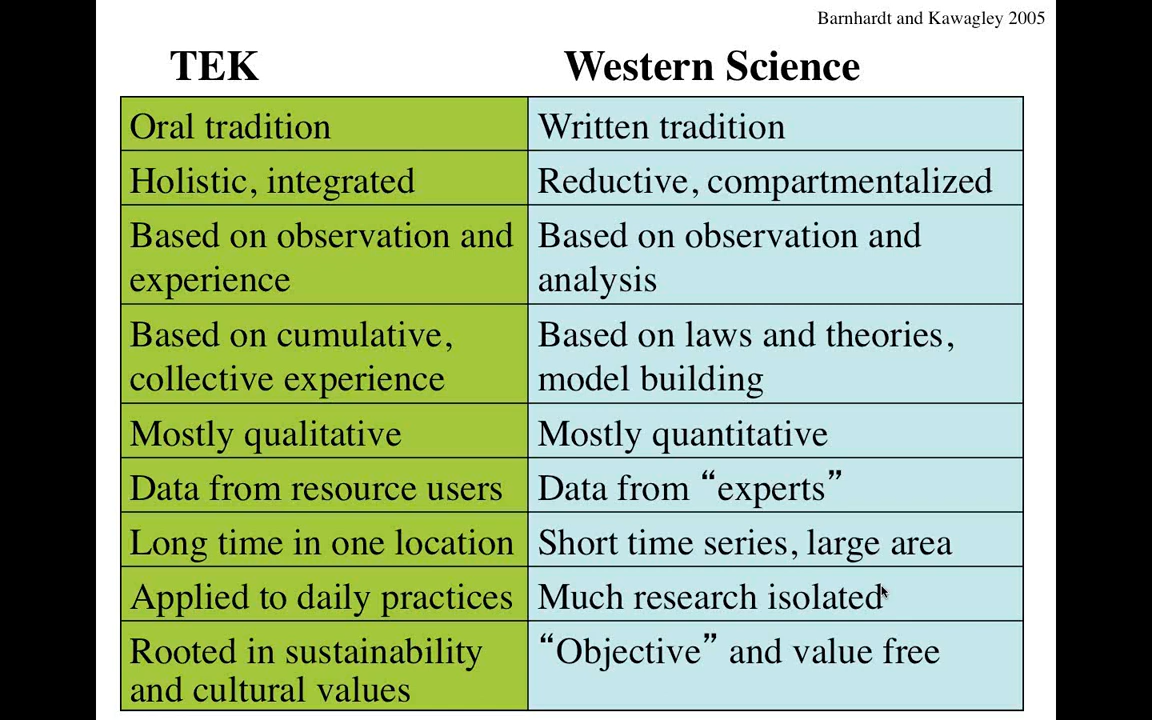 Barnhardt and Kawagley 2005
TEK Western Science
Oral tradition Written tradition
Holistic, integrated Reductive, compartmentalized
Based on observation and Based on observation and
experience analysis
Based on cumulative, Based on laws and theories,
collective experience model building
Mostly qualitative Mostly quantitative
Data from resource users Data from “experts”
Long time in one location Short time series, large area
Applied to daily practices Much research isolated
Rooted in sustainability “Objective” and value free
and cultural values